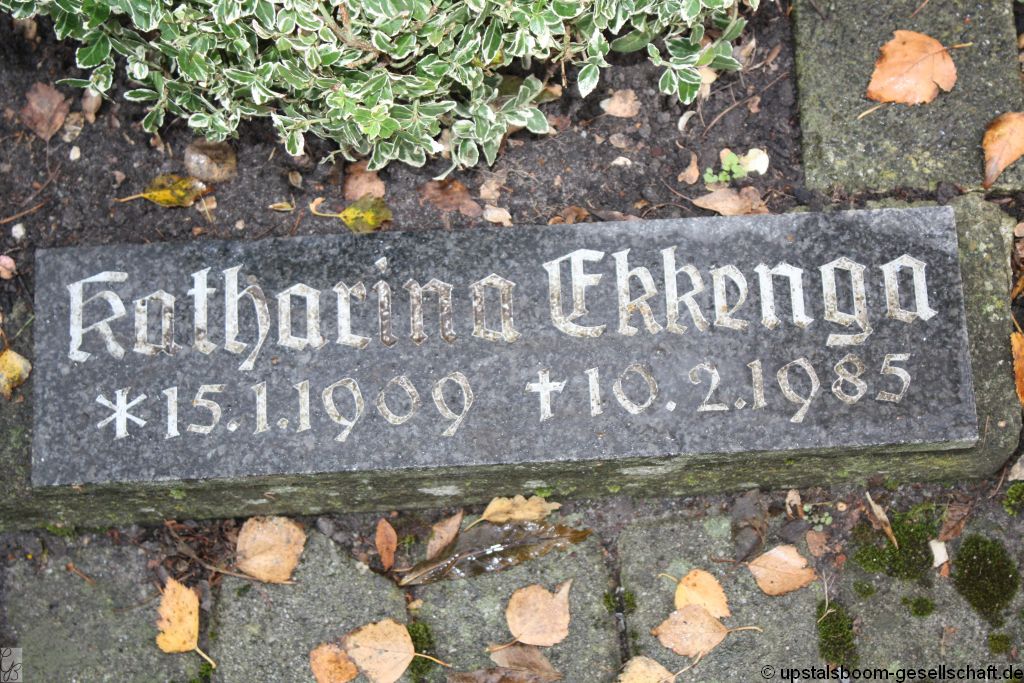 Katharina Ekkenga
* 15.1.1909 † 10.2.1985
© upstalsboom-gesellschaft.de